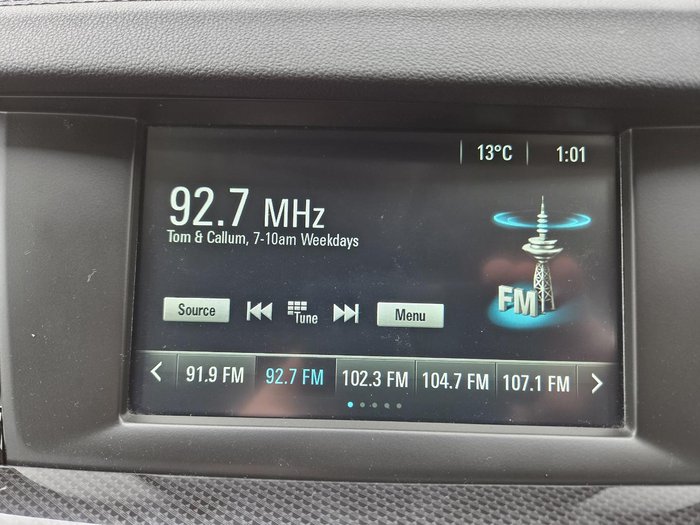 13°C 1:01
92.7 MHz
Tom & Callum, 7-10am Weekdays
FM
Source Tune Menu
91.9 FM 92.7 FM 102.3 FM 104.7 FM 107.1 FM